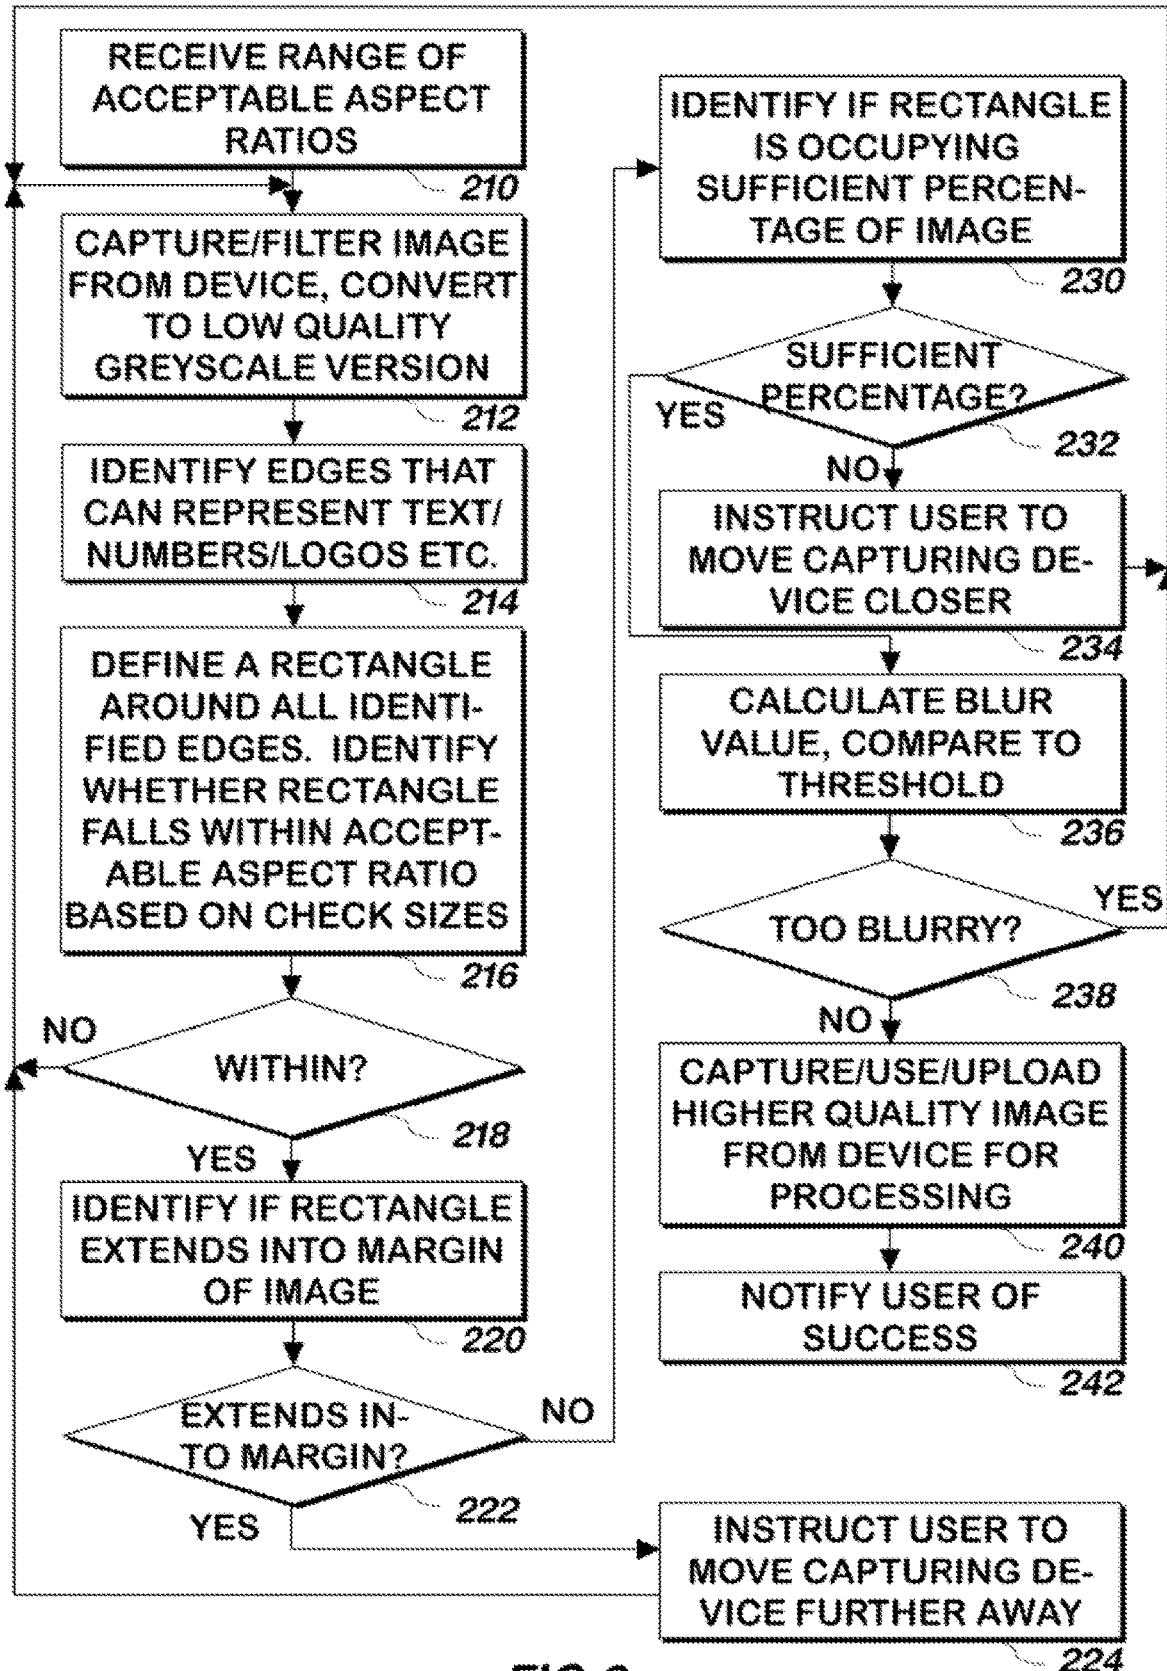 RECEIVE RANGE OF
ACCEPTABLE ASPECT
RATIOS
210
CAPTURE/FILTER IMAGE
FROM DEVICE, CONVERT
TO LOW QUALITY
GREYSCALE VERSION
212
IDENTIFY EDGES THAT
CAN REPRESENT TEXT/
NUMBERS/LOGOS ETC.
214
DEFINE A RECTANGLE
AROUND ALL IDENTI-
FIED EDGES. IDENTIFY
WHETHER RECTANGLE
FALLS WITHIN ACCEPT-
ABLE ASPECT RATIO
BASED ON CHECK SIZES
216
NO
WITHIN?
218
YES
IDENTIFY IF RECTANGLE
EXTENDS INTO MARGIN
OF IMAGE
220
EXTENDS IN-
TO MARGIN?
NO
222
YES
INSTRUCT USER TO
MOVE CAPTURING DE-
VICE FURTHER AWAY
224
IDENTIFY IF RECTANGLE
IS OCCUPYING
SUFFICIENT PERCEN-
TAGE OF IMAGE
230
SUFFICIENT
PERCENTAGE?
YES
232
NO
INSTRUCT USER TO
MOVE CAPTURING DE-
VICE CLOSER
234
CALCULATE BLUR
VALUE, COMPARE TO
THRESHOLD
236
YES
TOO BLURRY?
238
NO
CAPTURE/USE/UPLOAD
HIGHER QUALITY IMAGE
FROM DEVICE FOR
PROCESSING
240
NOTIFY USER OF
SUCCESS
242